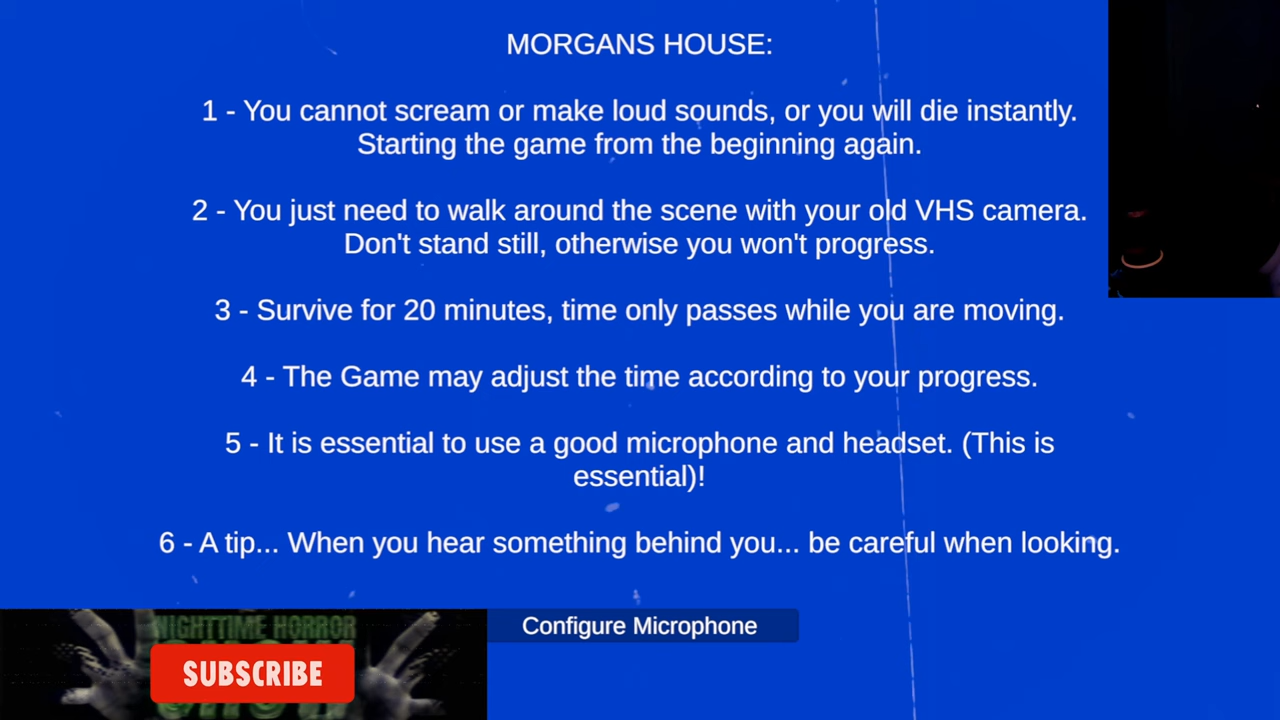 MORGANS HOUSE:
1 - You cannot scream or make loud sounds, or you will die instantly.
Starting the game from the beginning again.
2 - You just need to walk around the scene with your old VHS camera.
Don't stand still, otherwise you won't progress.
3 - Survive for 20 minutes, time only passes while you are moving.
4 - The Game may adjust the time according to your progress.
5 - It is essential to use a good microphone and headset. (This is
essential)!
6 - A tip... When you hear something behind you... be careful when looking.
Configure Microphone
NIGHTTIME HORROR
SUBSCRIBE